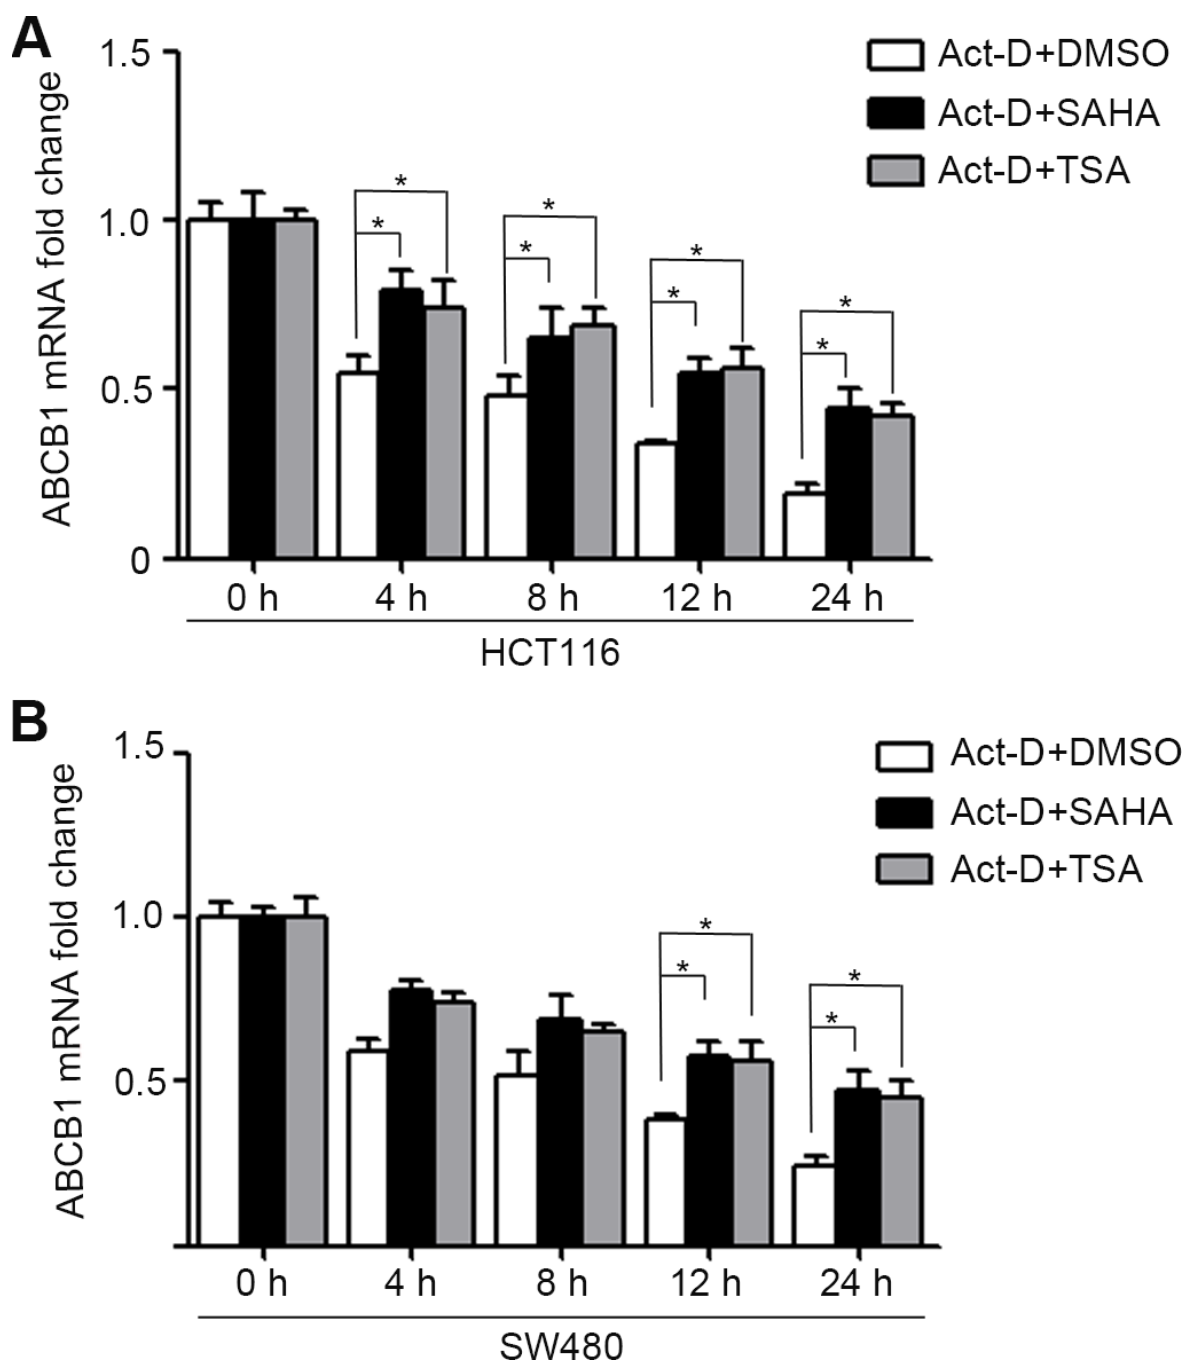 A
ABCB1 mRNA fold change
1.5
1.0
0.5
0
Act-D+DMSO
Act-D+SAHA
Act-D+TSA
*
*
*
*
*
*
*
*
0 h 4 h 8 h 12 h 24 h
HCT116
B
ABCB1 mRNA fold change
1.5
1.0
0.5
Act-D+DMSO
Act-D+SAHA
Act-D+TSA
*
*
*
*
0 h 4 h 8 h 12 h 24 h
SW480